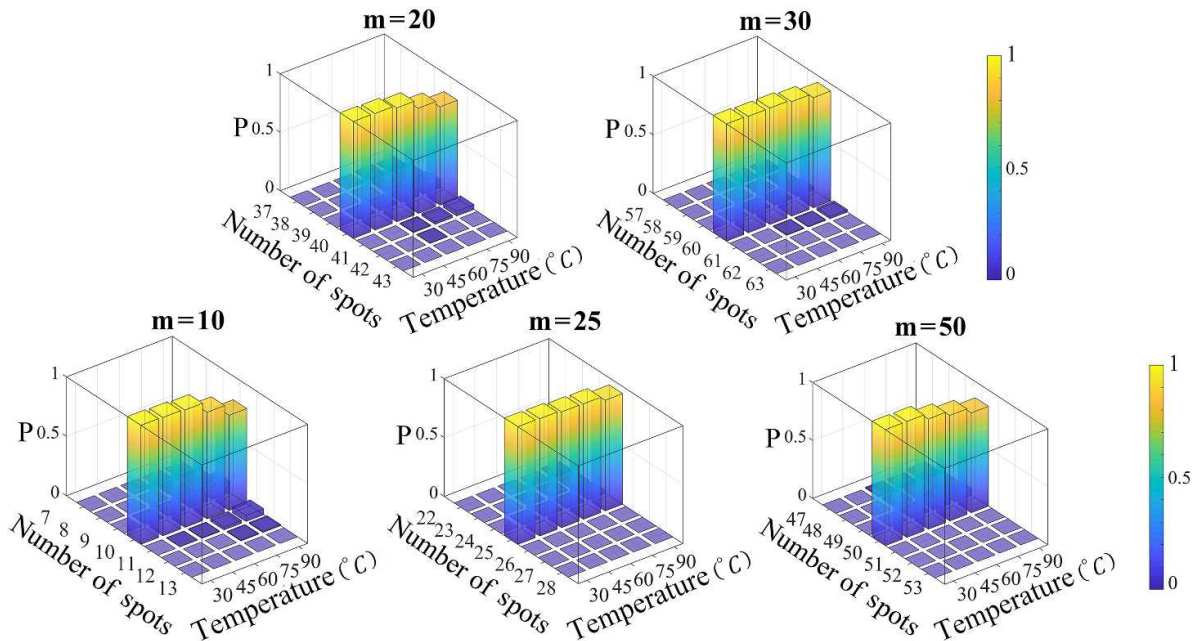 m=20
1
0.5
0
P
37
38
39
40
41
42
43
Number of spots
30 45 60 75 90
Temperature (°C)
m=30
1
0.5
0
P
57
58
59
60
61
62
63
Number of spots
30 45 60 75 90
Temperature (°C)
1
0.5
0
m=10
1
0.5
0
P
7
8
9
10
11
12
13
Number of spots
30 45 60 75 90
Temperature (°C)
m=25
1
0.5
0
P
22
23
24
25
26
27
28
Number of spots
30 45 60 75 90
Temperature (°C)
m=50
1
0.5
0
P
47
48
49
50
51
52
53
Number of spots
30 45 60 75 90
Temperature (°C)
1
0.5
0